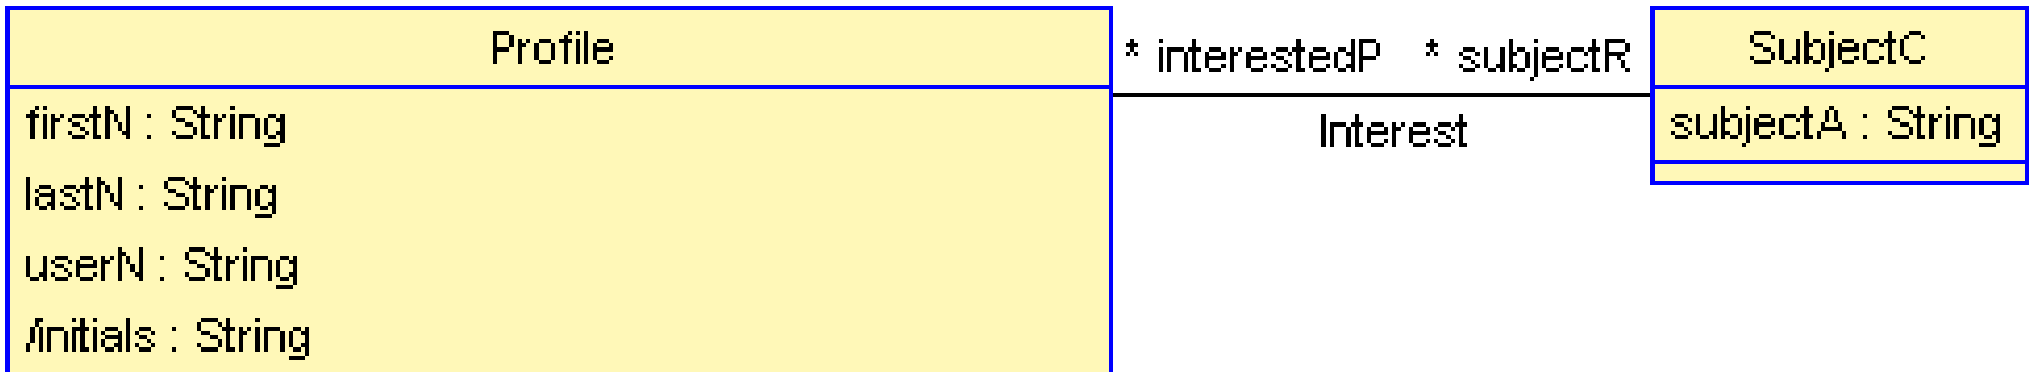 Profile
firstN : String
lastN : String
userN : String
/initials : String
* interestedP * subjectR
Interest
SubjectC
subjectA : String